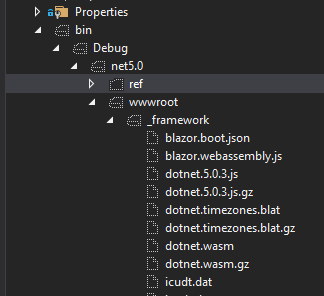 Properties
bin
Debug
net5.0
ref
wwwroot
_framework
blazor.boot.json
blazor.webassembly.js
dotnet.5.0.3.js
dotnet.5.0.3.js.gz
dotnet.timezones.blat
dotnet.timezones.blat.gz
dotnet.wasm
dotnet.wasm.gz
icudt.dat